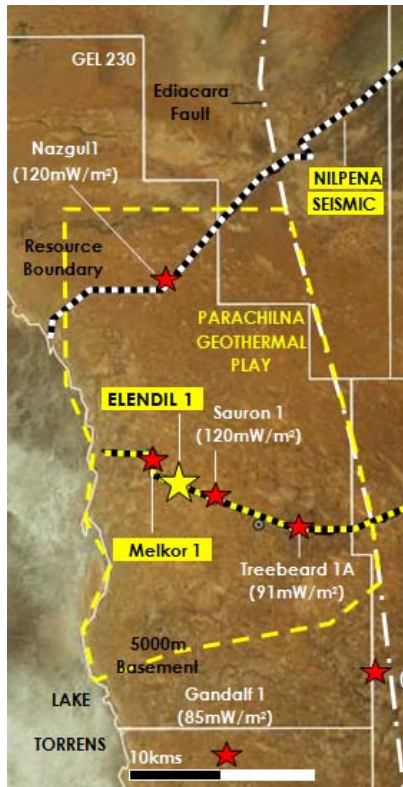 GEL 230
Ediacara
Fault
Nazgul1
(120mW/m²)
NILPENA
SEISMIC
Resource
Boundary
PARACHILNA
GEOTHERMAL
PLAY
ELENDIL 1
Sauron 1
(120mW/m²)
Melkor 1
Treebeard 1A
(91mW/m²)
5000m
Basement
Gandalf 1
(85mW/m²)
LAKE
TORRENS
10kms